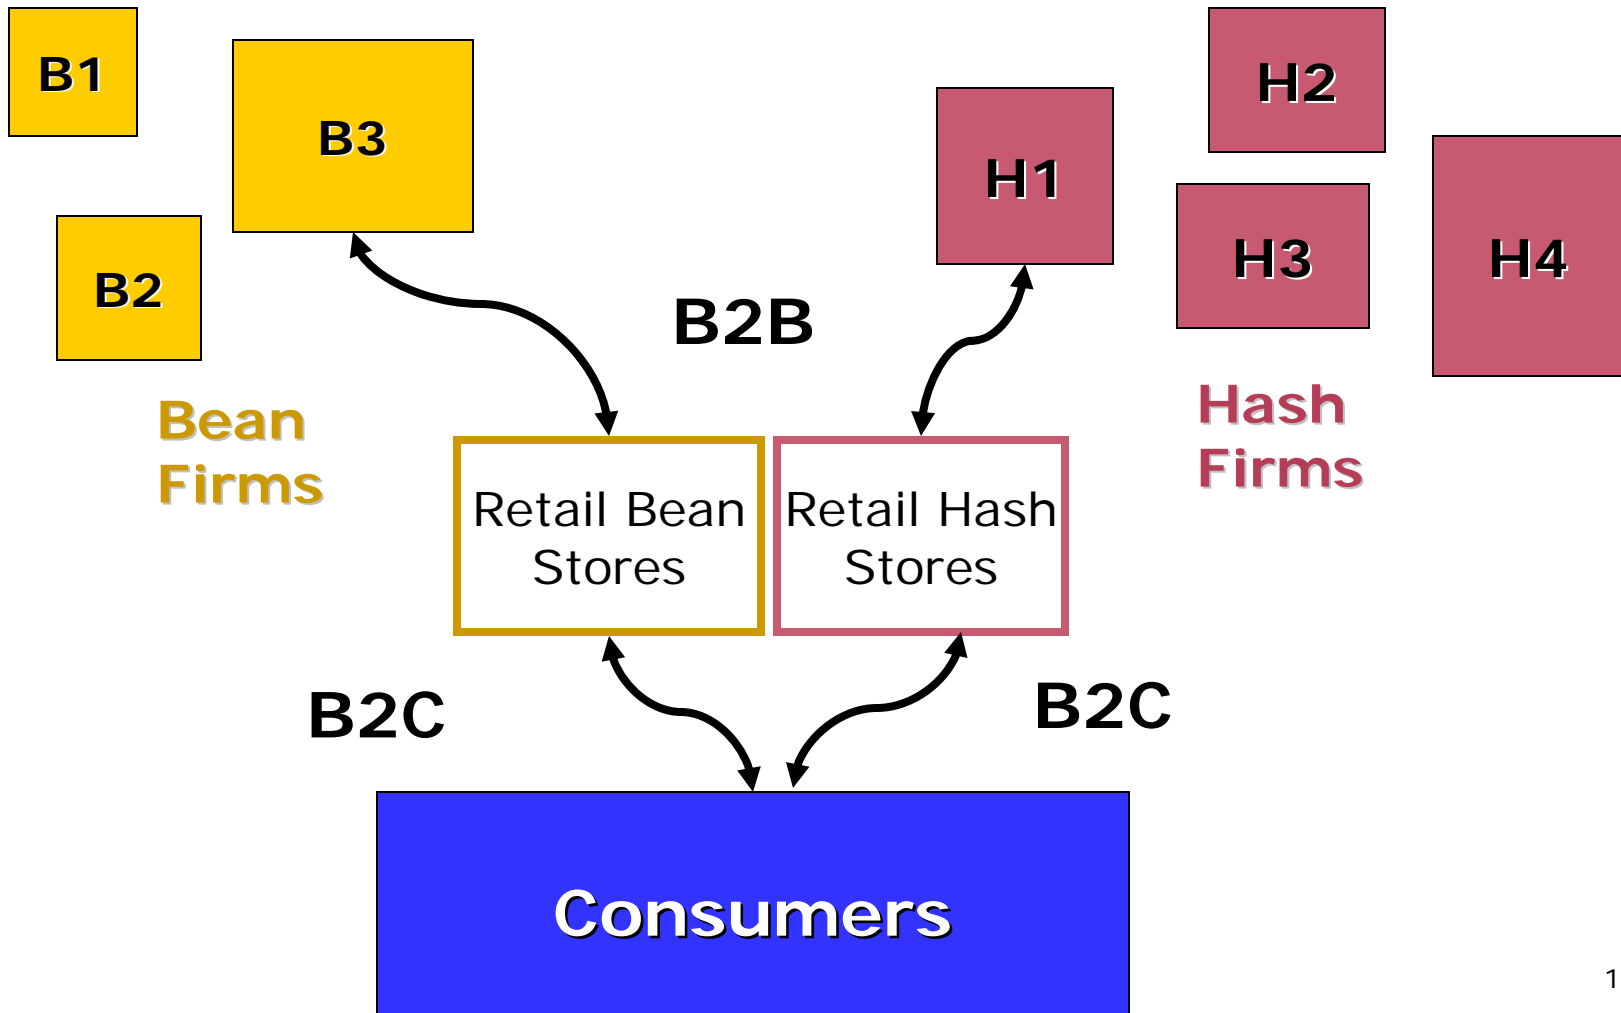 B1
B3
B2
H1
H2
H3
H4
B2B
Bean
Firms
Hash
Firms
Retail Bean
Stores
Retail Hash
Stores
B2C
B2C
Consumers
1